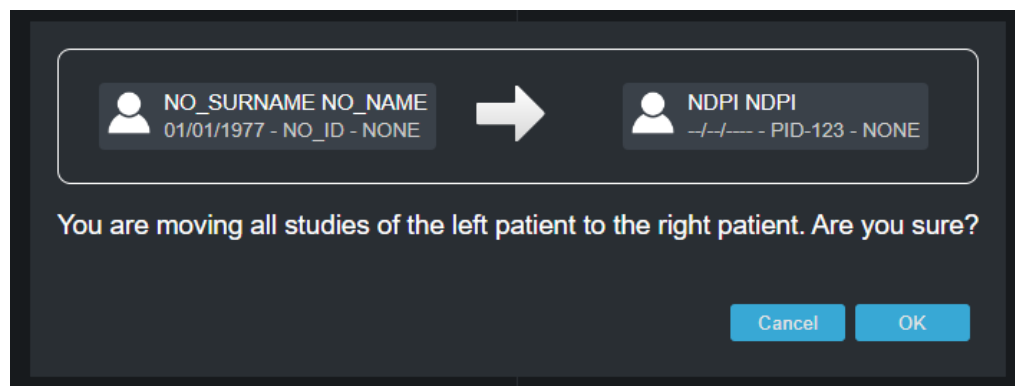 NO_SURNAME NO_NAME
01/01/1977 - NO_ID - NONE
NDPI NDPI
--/--/---- - PID-123 - NONE
You are moving all studies of the left patient to the right patient. Are you sure?
Cancel
OK